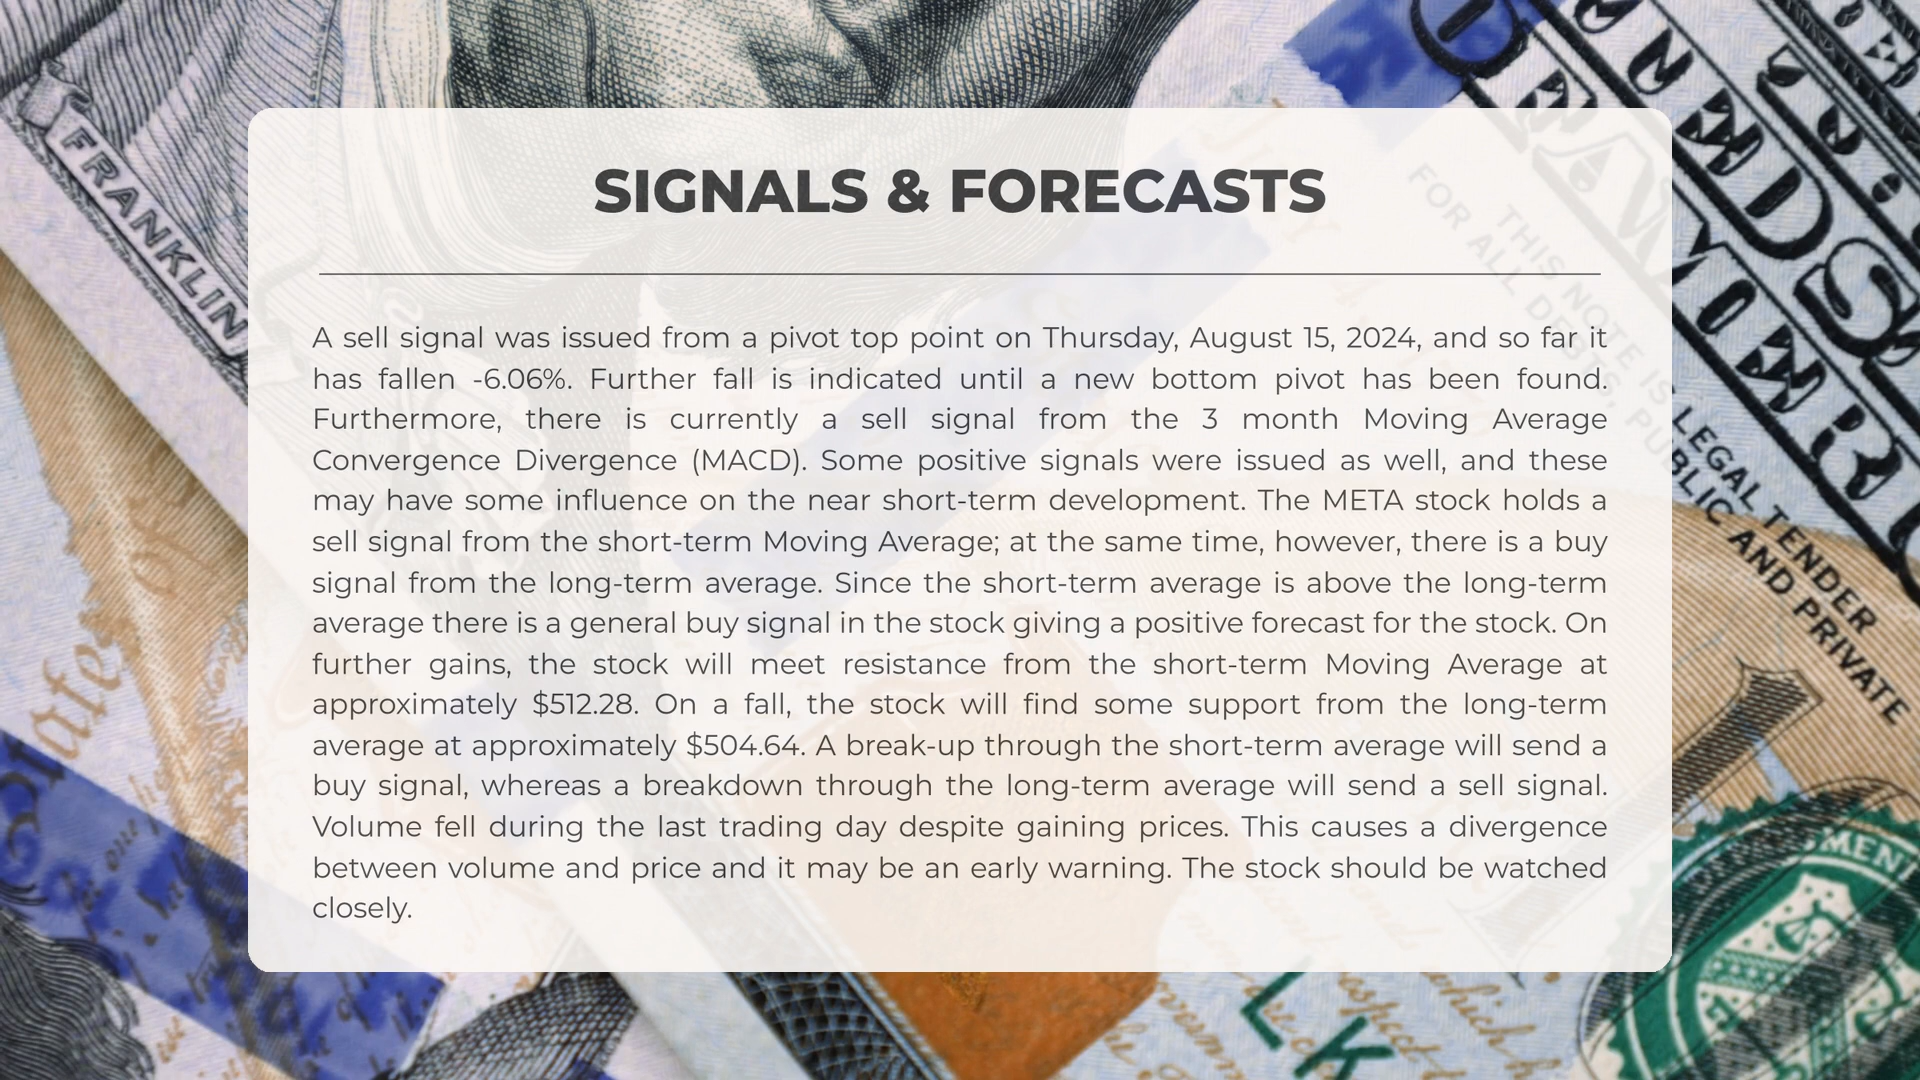 SIGNALS & FORECASTS
A sell signal was issued from a pivot top point on Thursday, August 15, 2024, and so far it
has fallen -6.06%. Further fall is indicated until a new bottom pivot has been found.
Furthermore, there is currently a sell signal from the 3 month Moving Average
Convergence Divergence (MACD). Some positive signals were issued as well, and these
may have some influence on the near short-term development. The META stock holds a
sell signal from the short-term Moving Average; at the same time, however, there is a buy
signal from the long-term average. Since the short-term average is above the long-term
average there is a general buy signal in the stock giving a positive forecast for the stock. On
further gains, the stock will meet resistance from the short-term Moving Average at
approximately $512.28. On a fall, the stock will find some support from the long-term
average at approximately $504.64. A break-up through the short-term average will send a
buy signal, whereas a breakdown through the long-term average will send a sell signal.
Volume fell during the last trading day despite gaining prices. This causes a divergence
between volume and price and it may be an early warning. The stock should be watched
closely.
FRANKLIN
THIS NOTE IS LEGAL TENDER
FOR ALL DEBTS, PUBLIC AND PRIVATE
LK